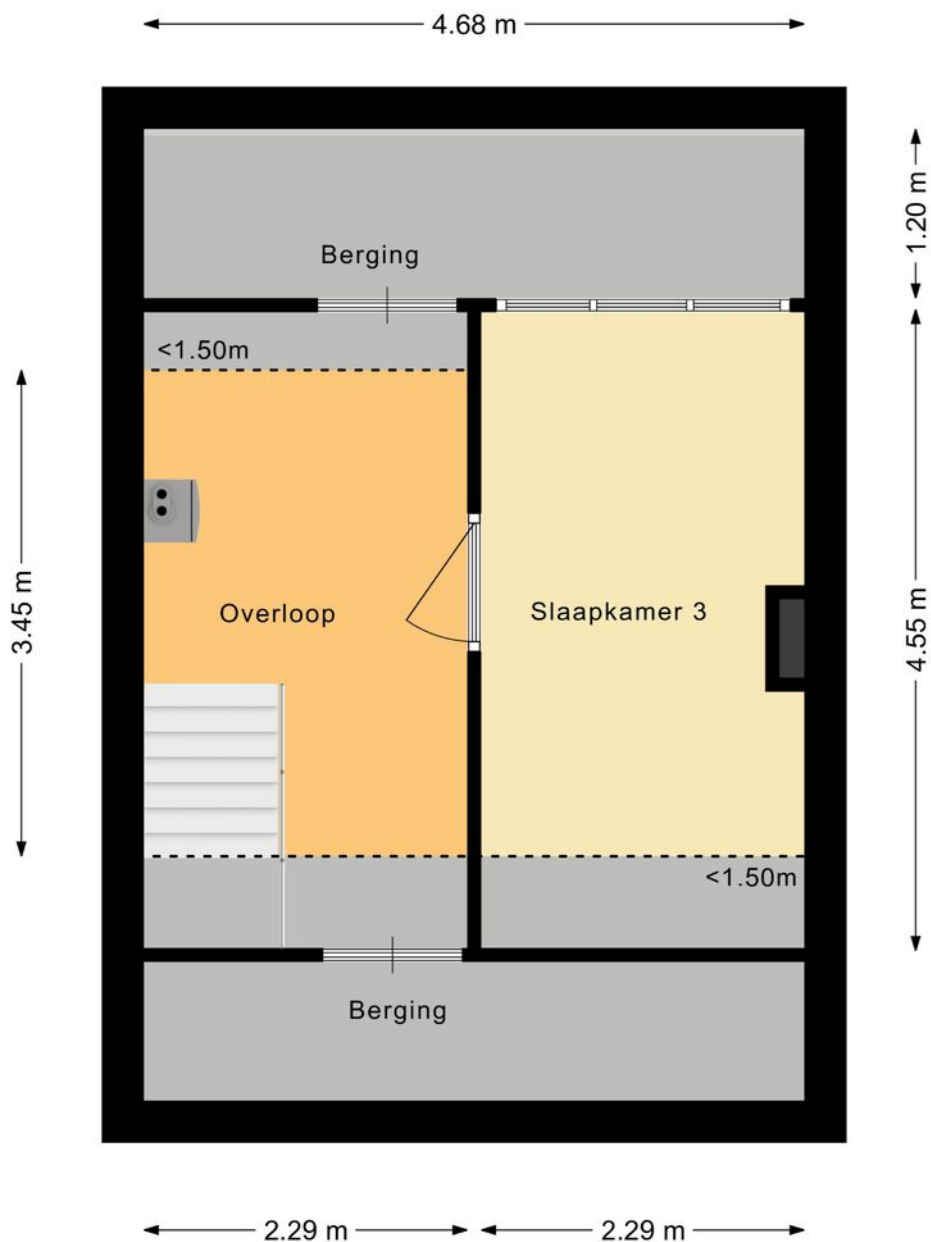 4.68 m
1.20 m
Berging
<1.50m
3.45 m
Overloop
Slaapkamer 3
4.55 m
<1.50m
Berging
2.29 m
2.29 m